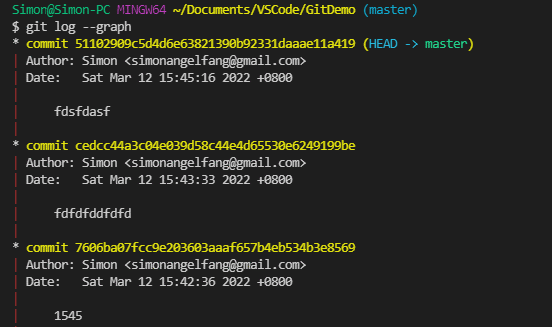 Simon@Simon-PC MINGW64 ~/Documents/VSCode/GitDemo (master)
$ git log --graph
* commit 51102909c5d4d6e63821390b92331daaae11a419 (HEAD -> master)
| Author: Simon <simonangelfang@gmail.com>
| Date:   Sat Mar 12 15:45:16 2022 +0800
|
|     fdsfdasf
|
* commit cedcc44a3c04e039d58c44e4d65530e6249199be
| Author: Simon <simonangelfang@gmail.com>
| Date:   Sat Mar 12 15:43:33 2022 +0800
|
|     fdfdfddfdfd
|
* commit 7606ba07fcc9e203603aaaf657b4eb534b3e8569
| Author: Simon <simonangelfang@gmail.com>
| Date:   Sat Mar 12 15:42:36 2022 +0800
|
|     1545